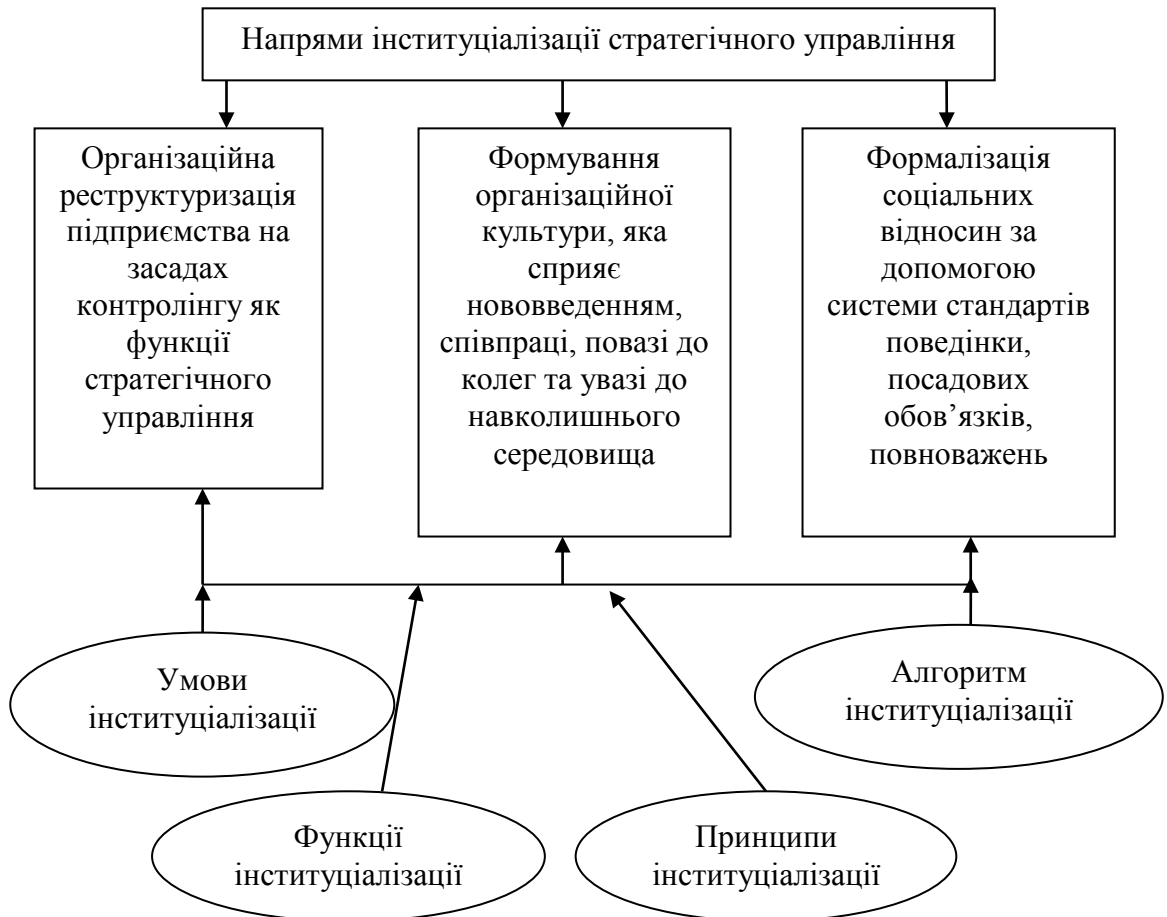 Напрями інституціалізації стратегічного управління
Організаційна
реструктуризація
підприємства на
засадах
контролінгу як
функції
стратегічного
управління
Формування
організаційної
культури, яка
сприяє
нововведенням,
співпраці, повазі до
колег та увазі до
навколишнього
середовища
Формалізація
соціальних
відносин за
допомогою
системи стандартів
поведінки,
посадових
обов’язків,
повноважень
Умови
інституціалізації
Алгоритм
інституціалізації
Функції
інституціалізації
Принципи
інституціалізації